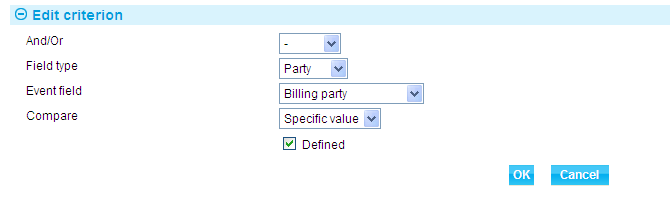 Edit criterion
And/Or -
Field type Party
Event field Billing party
Compare Specific value
Defined
OK Cancel